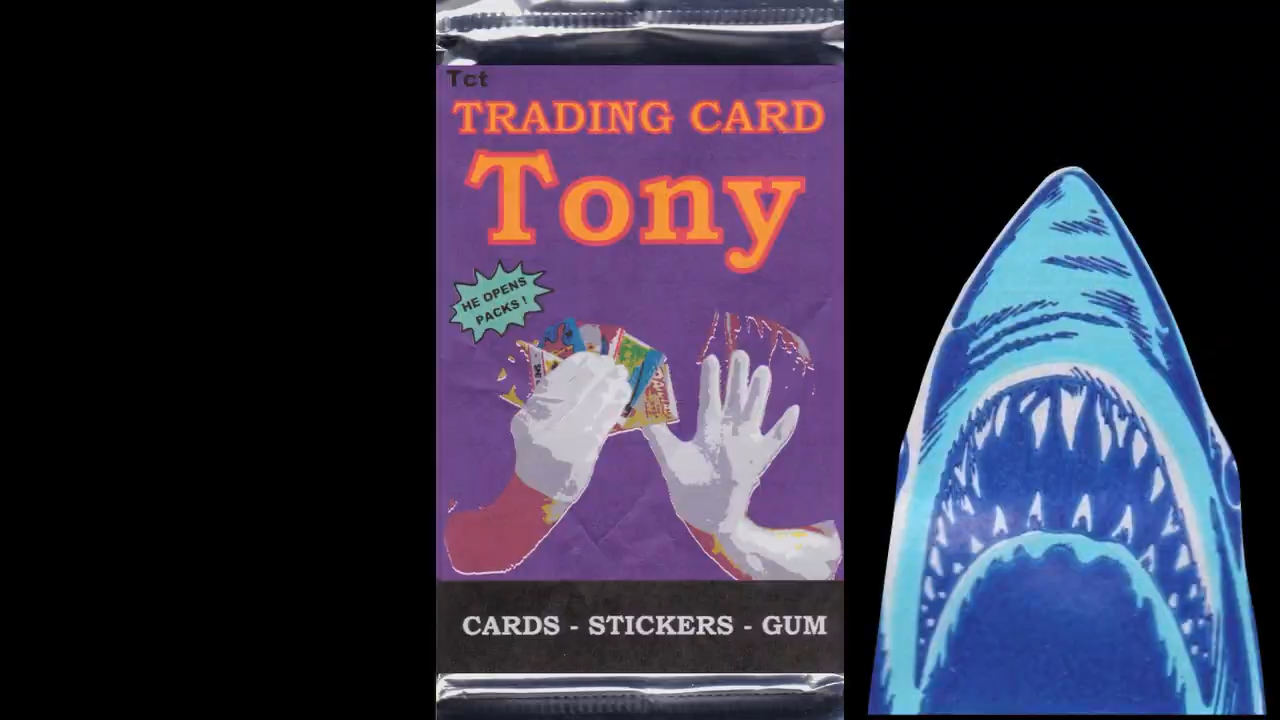 Tct
TRADING CARD
Tony
HE OPENS
PACKS !
CARDS - STICKERS - GUM